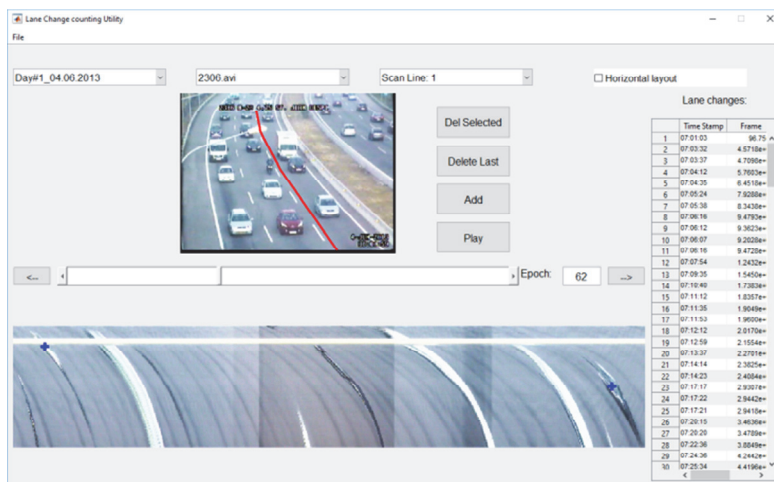 Lane Change counting Utility
File
Day#1_04.06.2013
2306.avi
Scan Line: 1
Horizontal layout
Lane changes:
Del Selected
Delete Last
Add
Play
<--
Epoch:
62
-->
Time Stamp Frame
1 07:01:03 96.75
2 07:03:32 4.5718e+
3 07:03:37 4.7098e+
4 07:04:12 5.7603e+
5 07:04:35 6.4518e+
6 07:05:24 7.9288e+
7 07:05:38 8.3438e+
8 07:06:16 9.4793e+
9 07:06:12 9.3623e+
10 07:06:07 9.2028e+
11 07:06:16 9.4728e+
12 07:07:54 1.2432e+
13 07:09:35 1.5450e+
14 07:10:40 1.7383e+
15 07:11:12 1.8357e+
16 07:11:35 1.9049e+
17 07:11:53 1.9600e+
18 07:12:12 2.0170e+
19 07:12:59 2.1554e+
20 07:13:37 2.2701e+
21 07:14:14 2.3825e+
22 07:14:23 2.4084e+
23 07:17:17 2.9307e+
24 07:17:22 2.9442e+
25 07:17:21 2.9418e+
26 07:20:15 3.4636e+
27 07:20:20 3.4789e+
28 07:22:36 3.8849e+
29 07:24:36 4.2442e+
30 07:25:34 4.4196e+